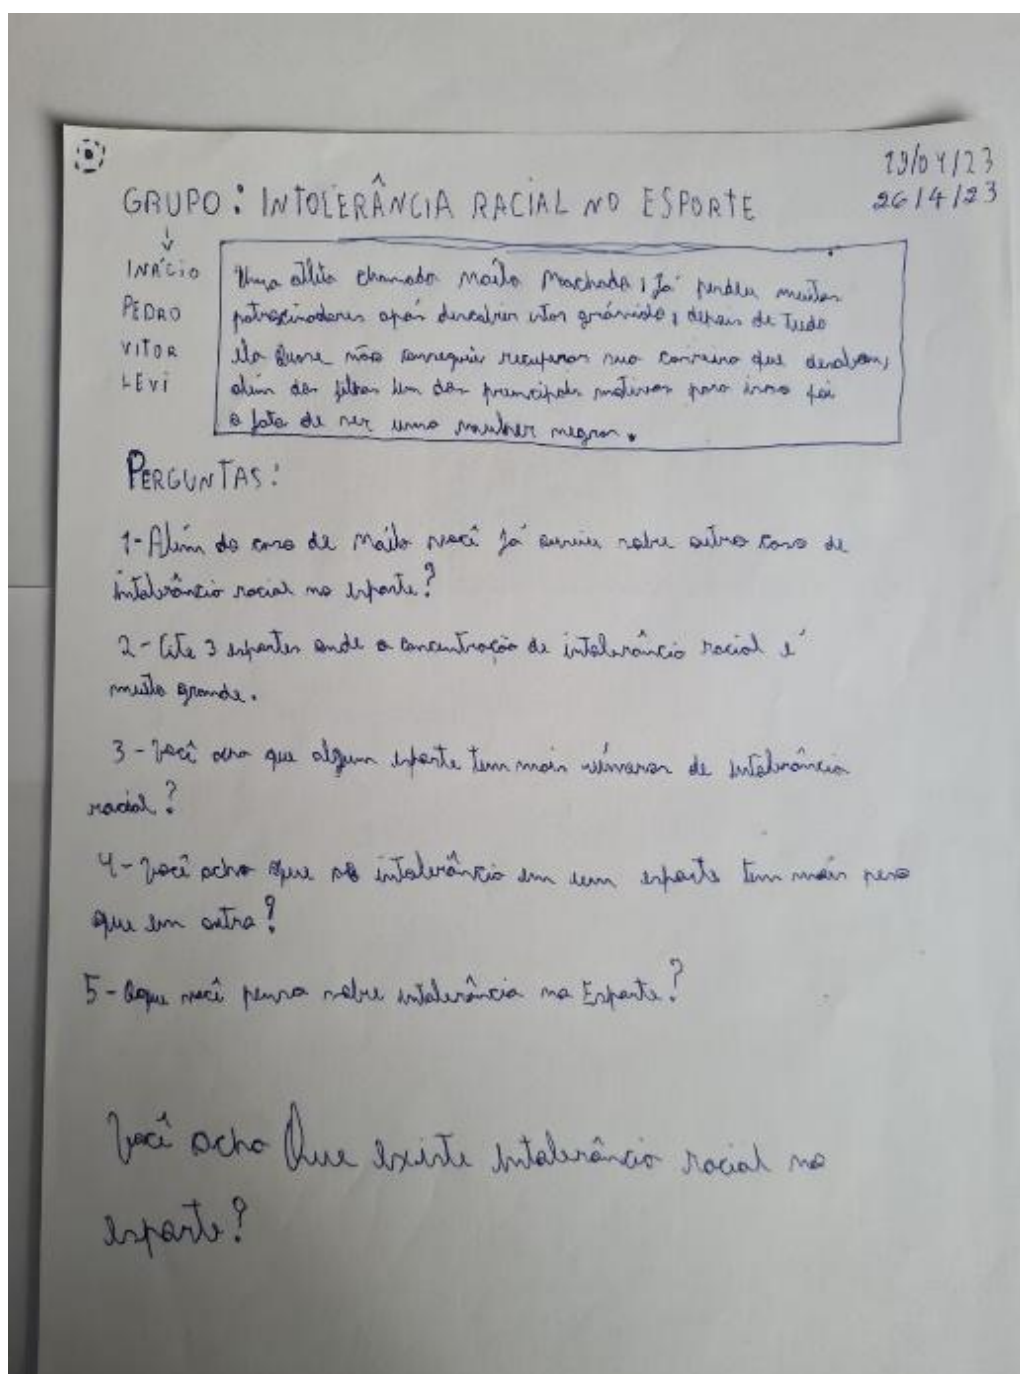 19/04/23
26/4/23
GRUPO: INTOLERÂNCIA RACIAL NO ESPORTE
INÁCIO
PEDRO
VITOR
LEVI
Uma atleta chamada Maíla Machado, Já perdeu muitos
patrocinadores após descobrir estar grávida, depois de Tudo
ela Quase não conseguiu recuperar sua carreira que desabou,
além dos filhos um dos principais motivos para isso foi
o fato de ser uma mulher negra.
PERGUNTAS:
1-Além do caso de Maíla você Já ouviu sobre outro caso de
intolerância racial no esporte?
2-Cite 3 esportes onde a concentração de intolerância racial é
muito grande.
3-Você acha que algum esporte tem mais números de intolerância
racial?
4-Você acha que a intolerância em um esporte tem mais peso
que em outro?
5-Oque você pensa sobre intolerância no Esporte?
Você acha Que existe intolerância racial no
esporte?